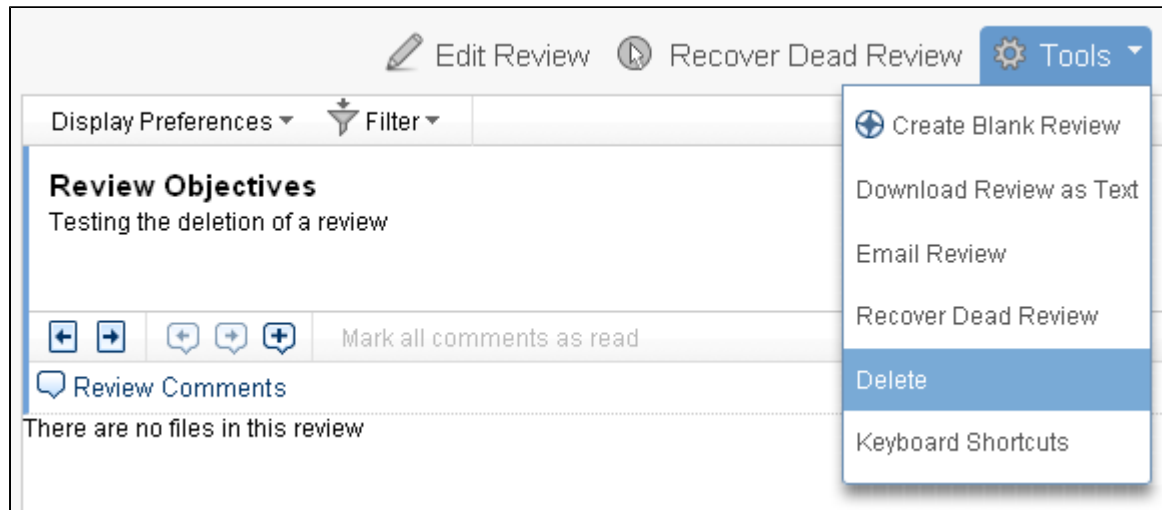 Edit Review Recover Dead Review Tools
Display Preferences Filter
Create Blank Review
Download Review as Text
Email Review
Recover Dead Review
Delete
Keyboard Shortcuts
Review Objectives
Testing the deletion of a review
Mark all comments as read
Review Comments
There are no files in this review